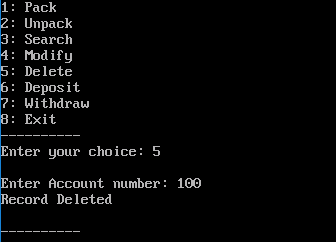 1: Pack
2: Unpack
3: Search
4: Modify
5: Delete
6: Deposit
7: Withdraw
8: Exit
----------
Enter your choice: 5
Enter Account number: 100
Record Deleted
----------